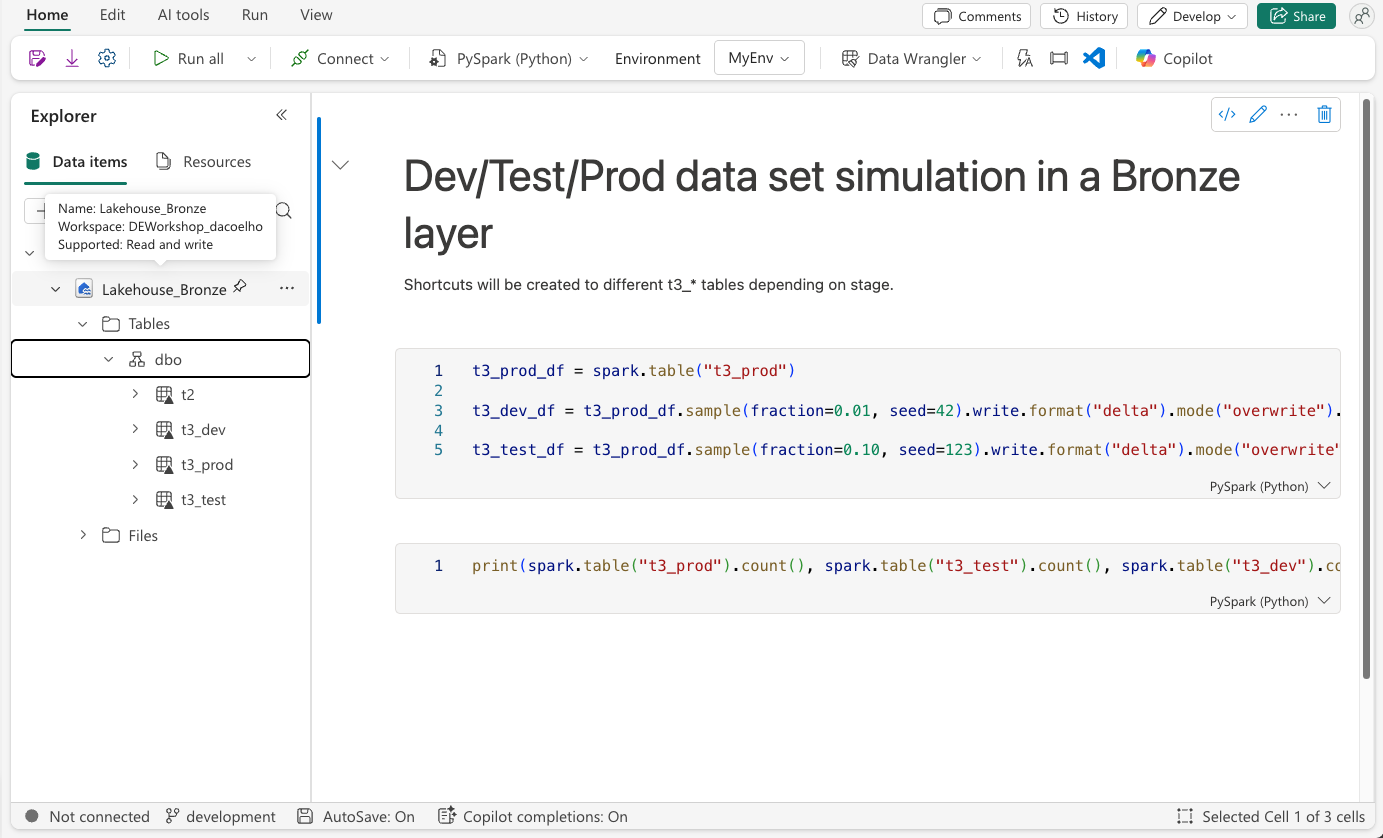 Home Edit AI tools Run View
Comments History Develop Share
Run all Connect PySpark (Python) Environment MyEnv Data Wrangler Copilot
Explorer
Data items Resources
Name: Lakehouse_Bronze
Workspace: DEWorkshop_dacoelho
Supported: Read and write
Lakehouse_Bronze
Tables
dbo
t2
t3_dev
t3_prod
t3_test
Files
Dev/Test/Prod data set simulation in a Bronze
layer
Shortcuts will be created to different t3_* tables depending on stage.
1 t3_prod_df = spark.table("t3_prod")
2
3 t3_dev_df = t3_prod_df.sample(fraction=0.01, seed=42).write.format("delta").mode("overwrite").
4
5 t3_test_df = t3_prod_df.sample(fraction=0.10, seed=123).write.format("delta").mode("overwrite"
PySpark (Python)
1 print(spark.table("t3_prod").count(), spark.table("t3_test").count(), spark.table("t3_dev").co
PySpark (Python)
Not connected development AutoSave: On Copilot completions: On Selected Cell 1 of 3 cells